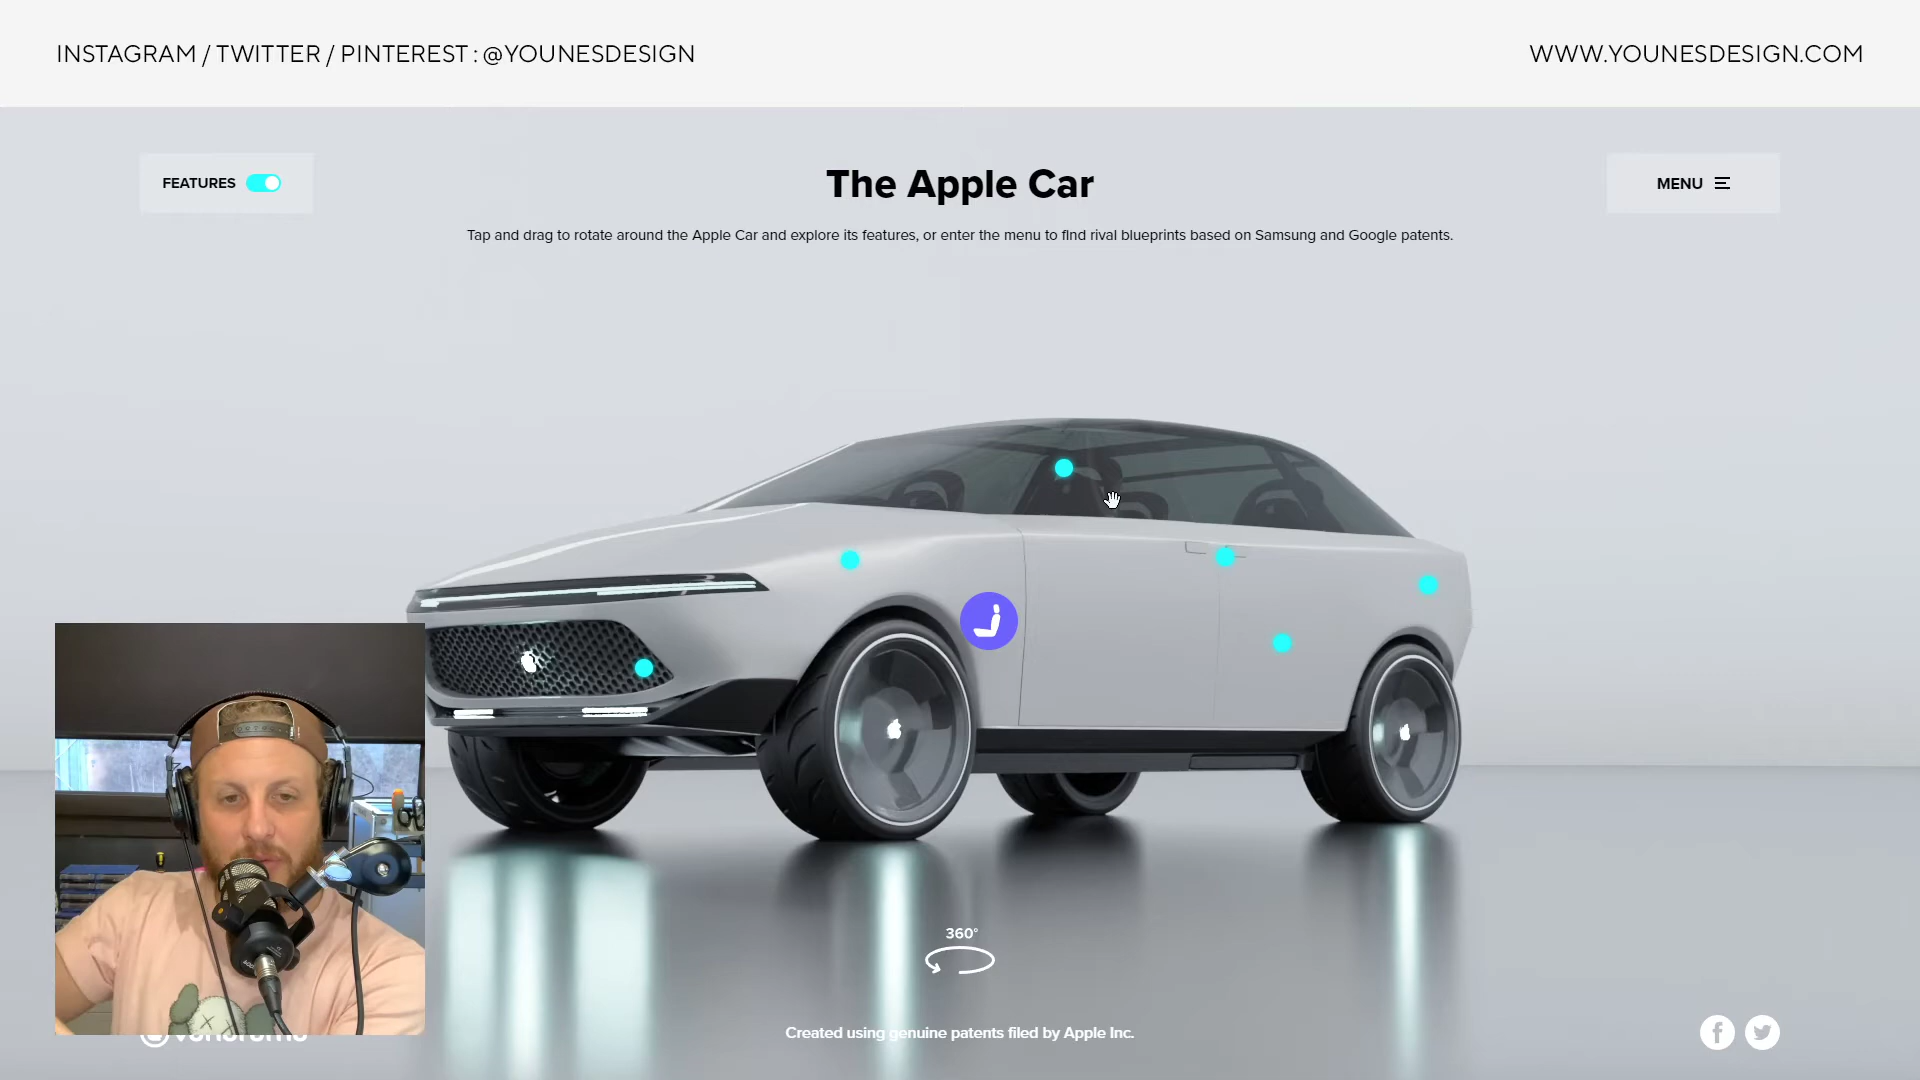 INSTAGRAM / TWITTER / PINTEREST : @YOUNESDESIGN
WWW.YOUNESDESIGN.COM
FEATURES
The Apple Car
MENU
Tap and drag to rotate around the Apple Car and explore its features, or enter the menu to find rival blueprints based on Samsung and Google patents.
360°
Created using genuine patents filed by Apple Inc.